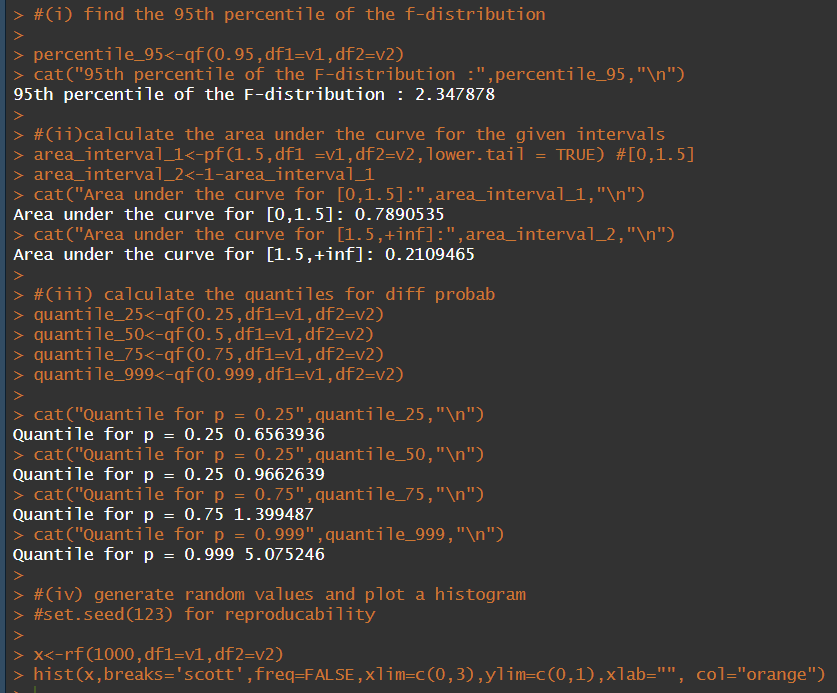 > #(i) find the 95th percentile of the f-distribution
>
> percentile_95<-qf(0.95,df1=v1,df2=v2)
> cat("95th percentile of the F-distribution :",percentile_95,"\n")
95th percentile of the F-distribution : 2.347878
>
> #(ii)calculate the area under the curve for the given intervals
> area_interval_1<-pf(1.5,df1 =v1,df2=v2,lower.tail = TRUE) #[0,1.5]
> area_interval_2<-1-area_interval_1
> cat("Area under the curve for [0,1.5]:",area_interval_1,"\n")
Area under the curve for [0,1.5]: 0.7890535
> cat("Area under the curve for [1.5,+inf]:",area_interval_2,"\n")
Area under the curve for [1.5,+inf]: 0.2109465
>
> #(iii) calculate the quantiles for diff probab
> quantile_25<-qf(0.25,df1=v1,df2=v2)
> quantile_50<-qf(0.5,df1=v1,df2=v2)
> quantile_75<-qf(0.75,df1=v1,df2=v2)
> quantile_999<-qf(0.999,df1=v1,df2=v2)
>
> cat("Quantile for p = 0.25",quantile_25,"\n")
Quantile for p = 0.25 0.6563936
> cat("Quantile for p = 0.25",quantile_50,"\n")
Quantile for p = 0.25 0.9662639
> cat("Quantile for p = 0.75",quantile_75,"\n")
Quantile for p = 0.75 1.399487
> cat("Quantile for p = 0.999",quantile_999,"\n")
Quantile for p = 0.999 5.075246
>
> #(iv) generate random values and plot a histogram
> #set.seed(123) for reproducability
>
> x<-rf(1000,df1=v1,df2=v2)
> hist(x,breaks='scott',freq=FALSE,xlim=c(0,3),ylim=c(0,1),xlab="", col="orange")
>